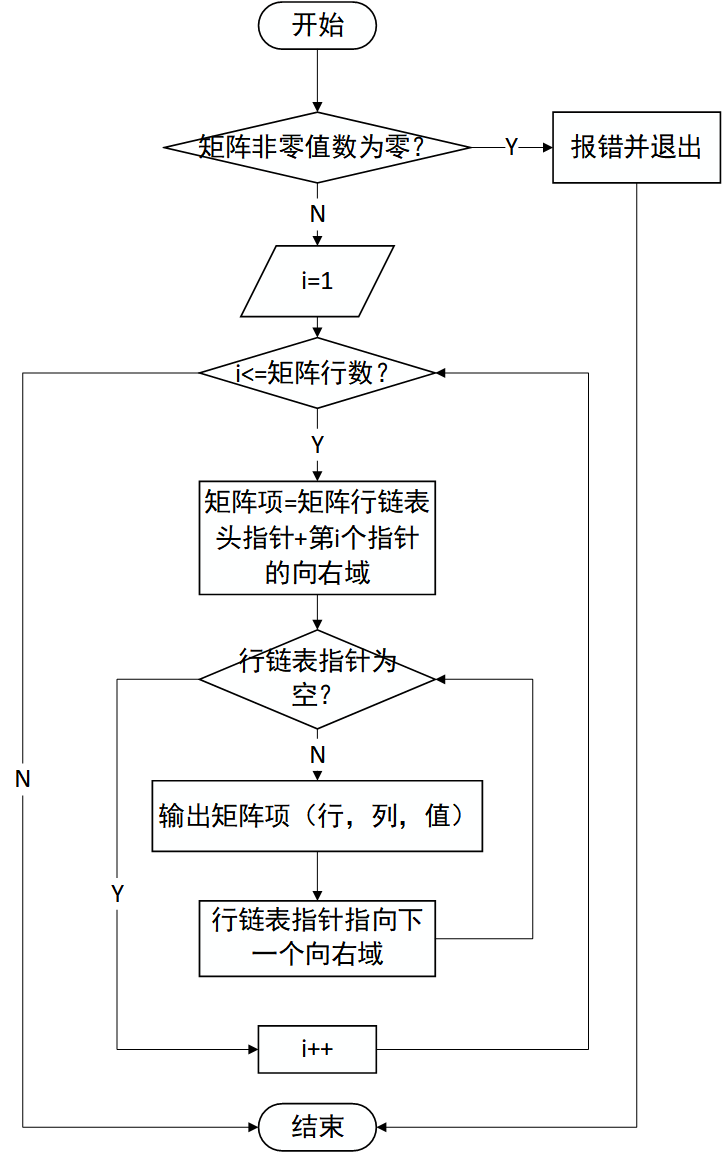 开始
矩阵非零值数为零？
Y
报错并退出
N
i=1
i<=矩阵行数？
Y
矩阵项=矩阵行链表
头指针+第i个指针
的向右域
行链表指针为
空？
N
N
输出矩阵项（行，列，值）
Y
行链表指针指向下
一个向右域
i++
结束